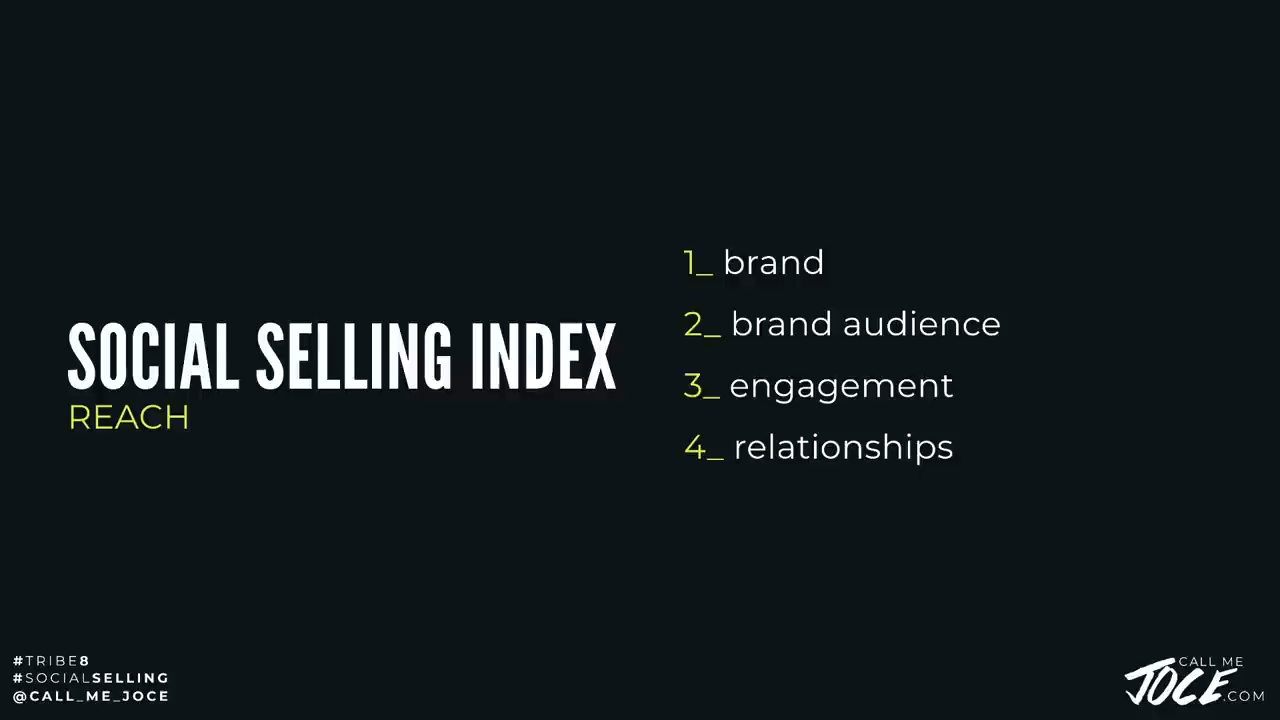 SOCIAL SELLING INDEX
REACH
1_ brand
2_ brand audience
3_ engagement
4_ relationships
#TRIBE8
#SOCIALSELLING
@CALL_ME_JOCE
CALL ME
JOCE.COM